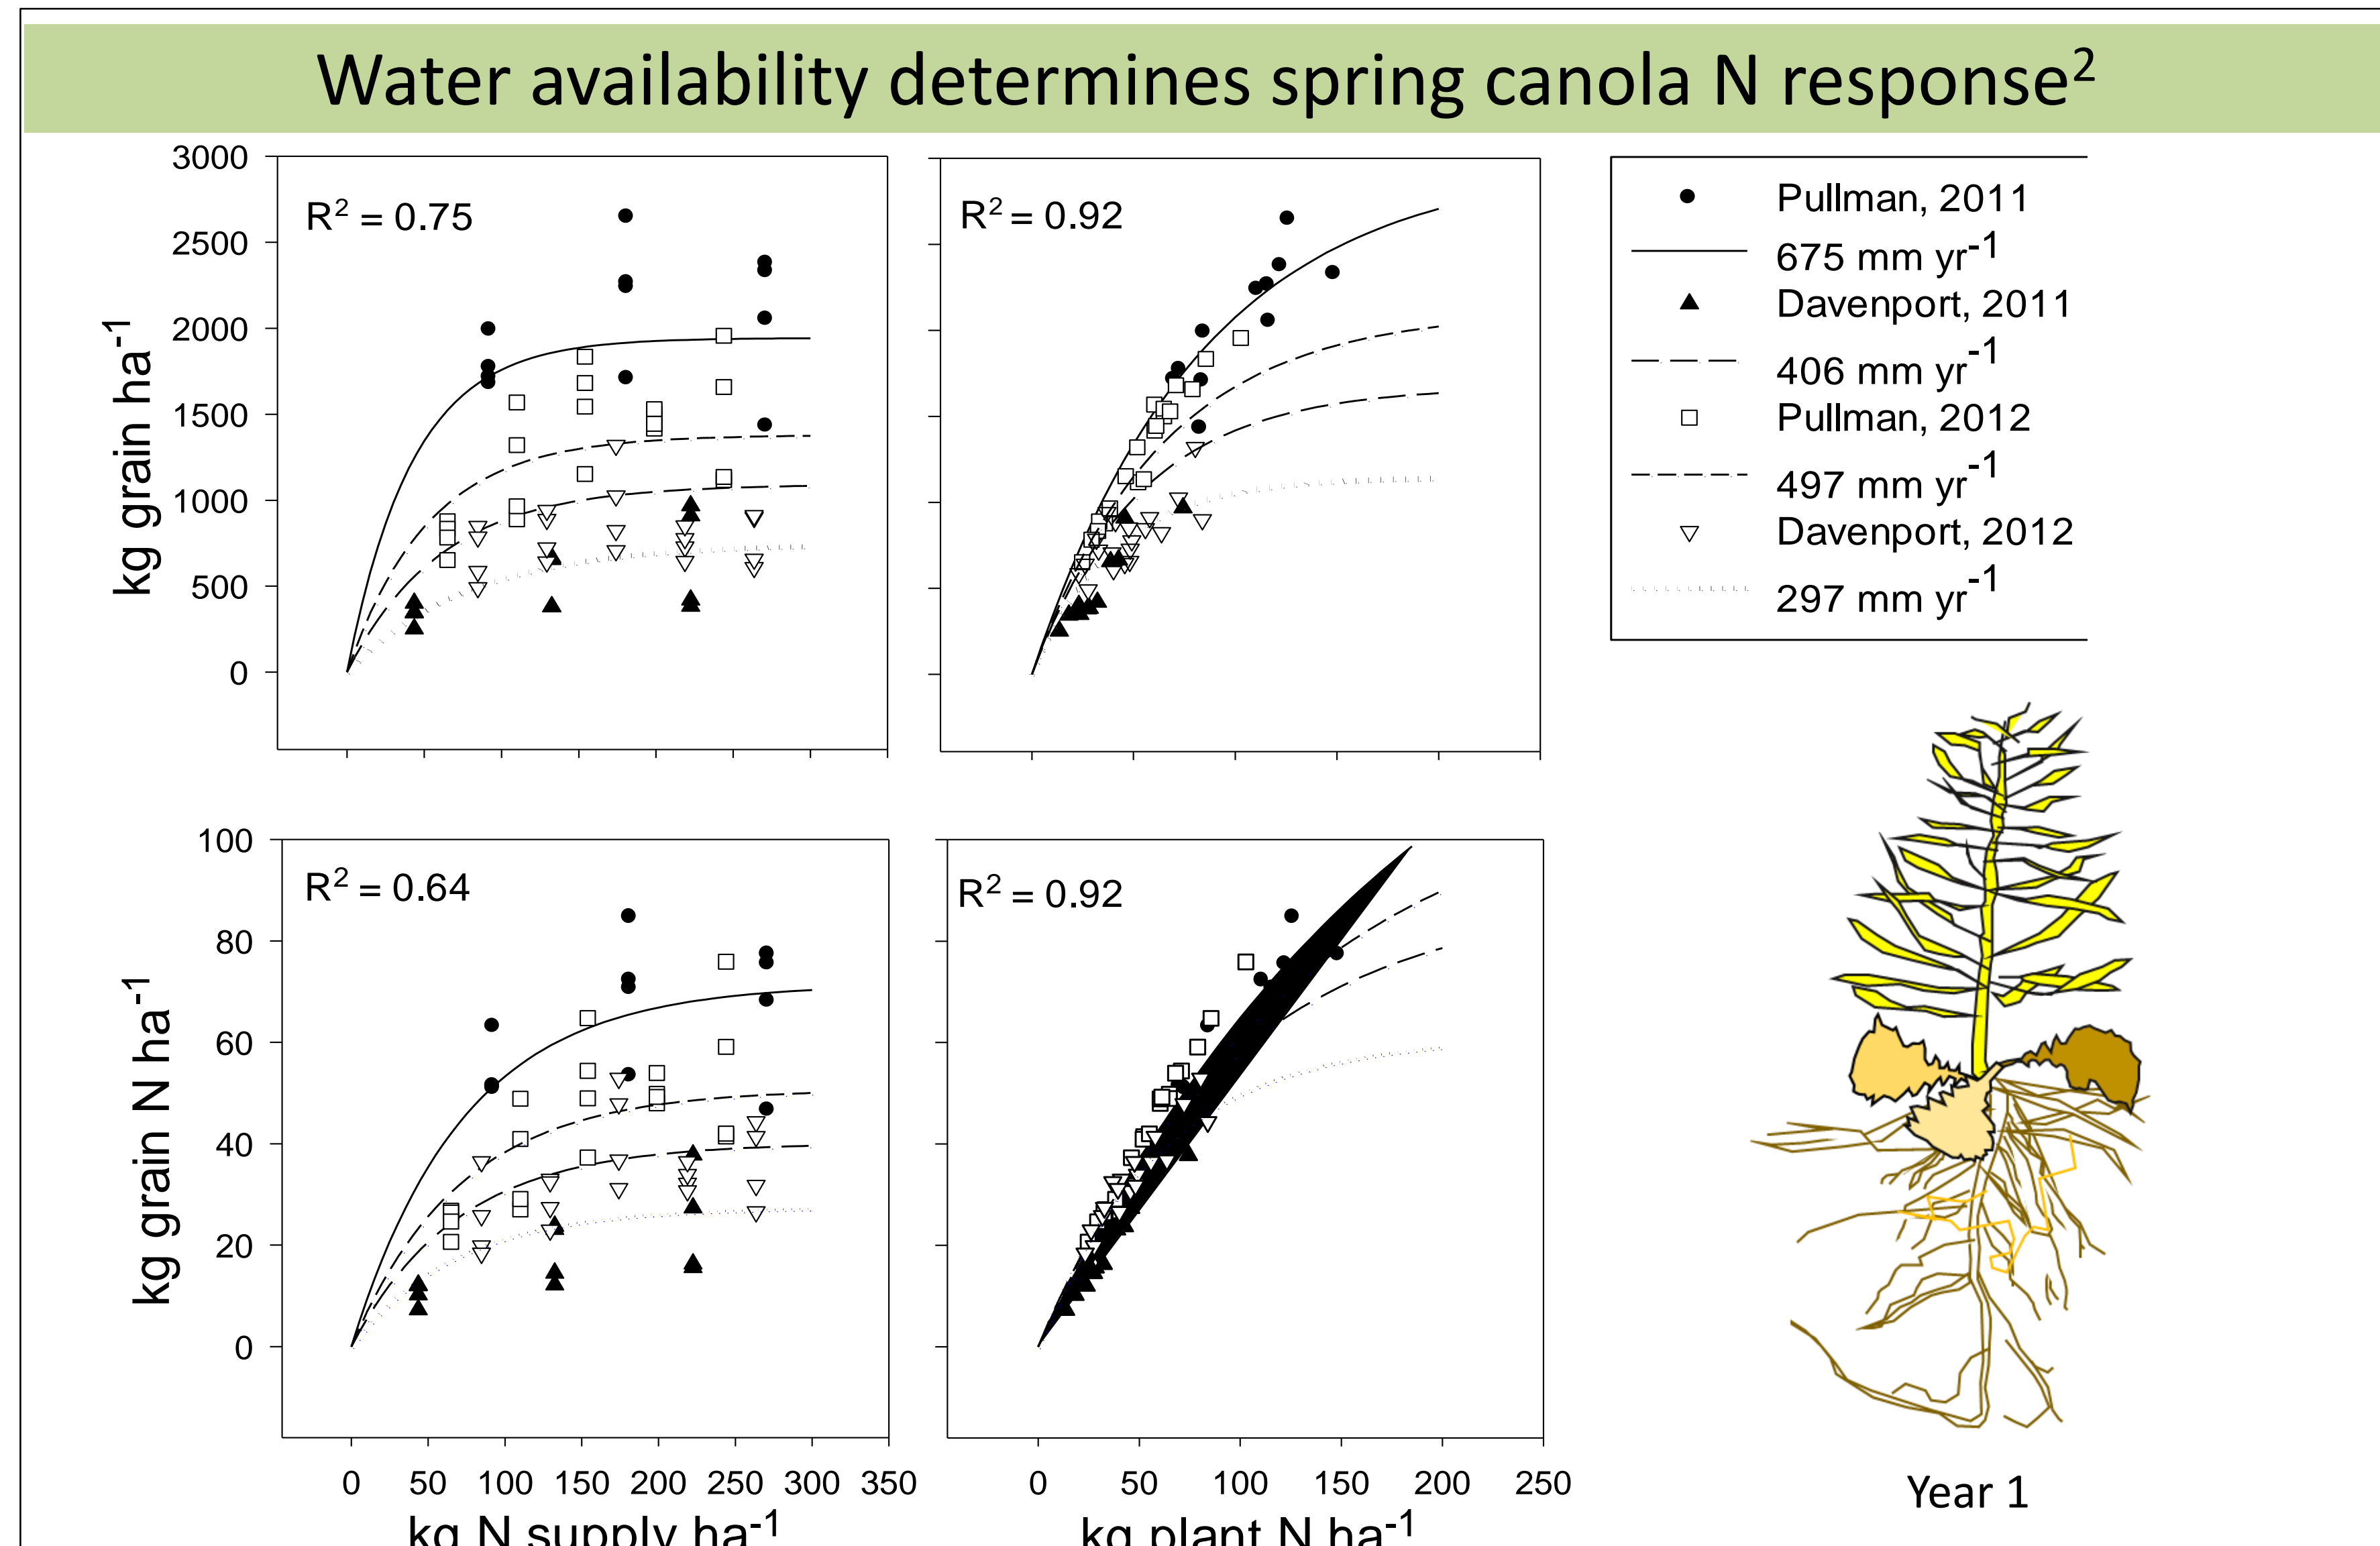 Water availability determines spring canola N response²
3000
2500
2000
1500
1000
500
0
kg grain ha⁻¹
R² = 0.75
R² = 0.92
Pullman, 2011
675 mm yr⁻¹
Davenport, 2011
406 mm yr⁻¹
Pullman, 2012
497 mm yr⁻¹
Davenport, 2012
297 mm yr⁻¹
100
80
60
40
20
0
kg grain N ha⁻¹
R² = 0.64
R² = 0.92
0 50 100 150 200 250 300 350
0 50 100 150 200 250
kg N supply ha⁻¹
kg plant N ha⁻¹
Year 1